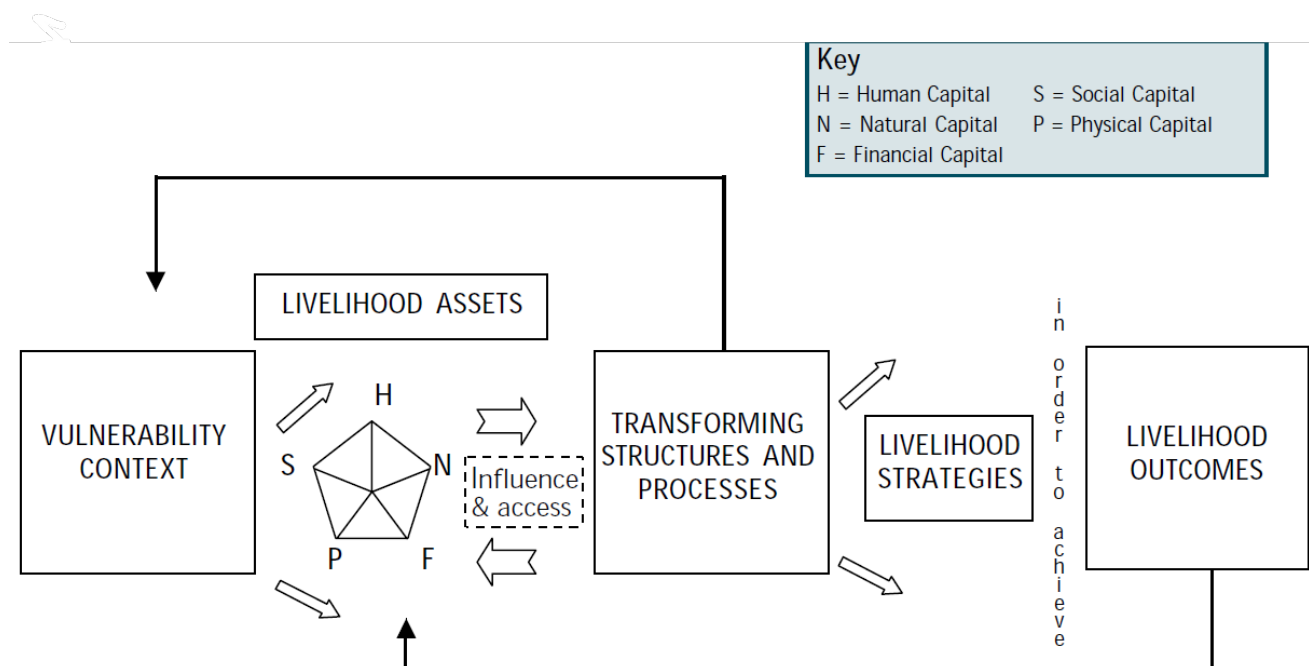 Key
H = Human Capital
S = Social Capital
N = Natural Capital
P = Physical Capital
F = Financial Capital
LIVELIHOOD ASSETS
VULNERABILITY
CONTEXT
H
S
N
P
F
Influence
& access
TRANSFORMING
STRUCTURES AND
PROCESSES
LIVELIHOOD
STRATEGIES
in order to achieve
LIVELIHOOD
OUTCOMES